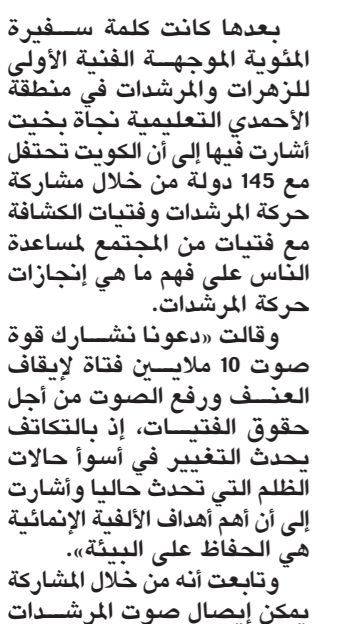 بعدها كانت كلمة سفيرة
المئوية الموجهة الفنية الأولى
للزهرات والمرشدات في منطقة
الأحمدي التعليمية نجاة بخيت
أشارت فيها إلى أن الكويت تحتفل
مع 145 دولة من خلال مشاركة
حركة المرشدات وفتيات الكشافة
مع فتيات من المجتمع لمساعدة
الناس على فهم ما هي إنجازات
حركة المرشدات.
وقالت «دعونا نشارك قوة
صوت 10 ملايين فتاة لإيقاف
العنف ورفع الصوت من أجل
حقوق الفتيات، إذ بالتكاتف
يحدث التغيير في أسوأ حالات
الظلم التي تحدث حاليا وأشارت
إلى أن أهم أهداف الألفية الإنمائية
هي الحفاظ على البيئة».
وتابعت أنه من خلال المشاركة
يمكن إيصال صوت المرشدات